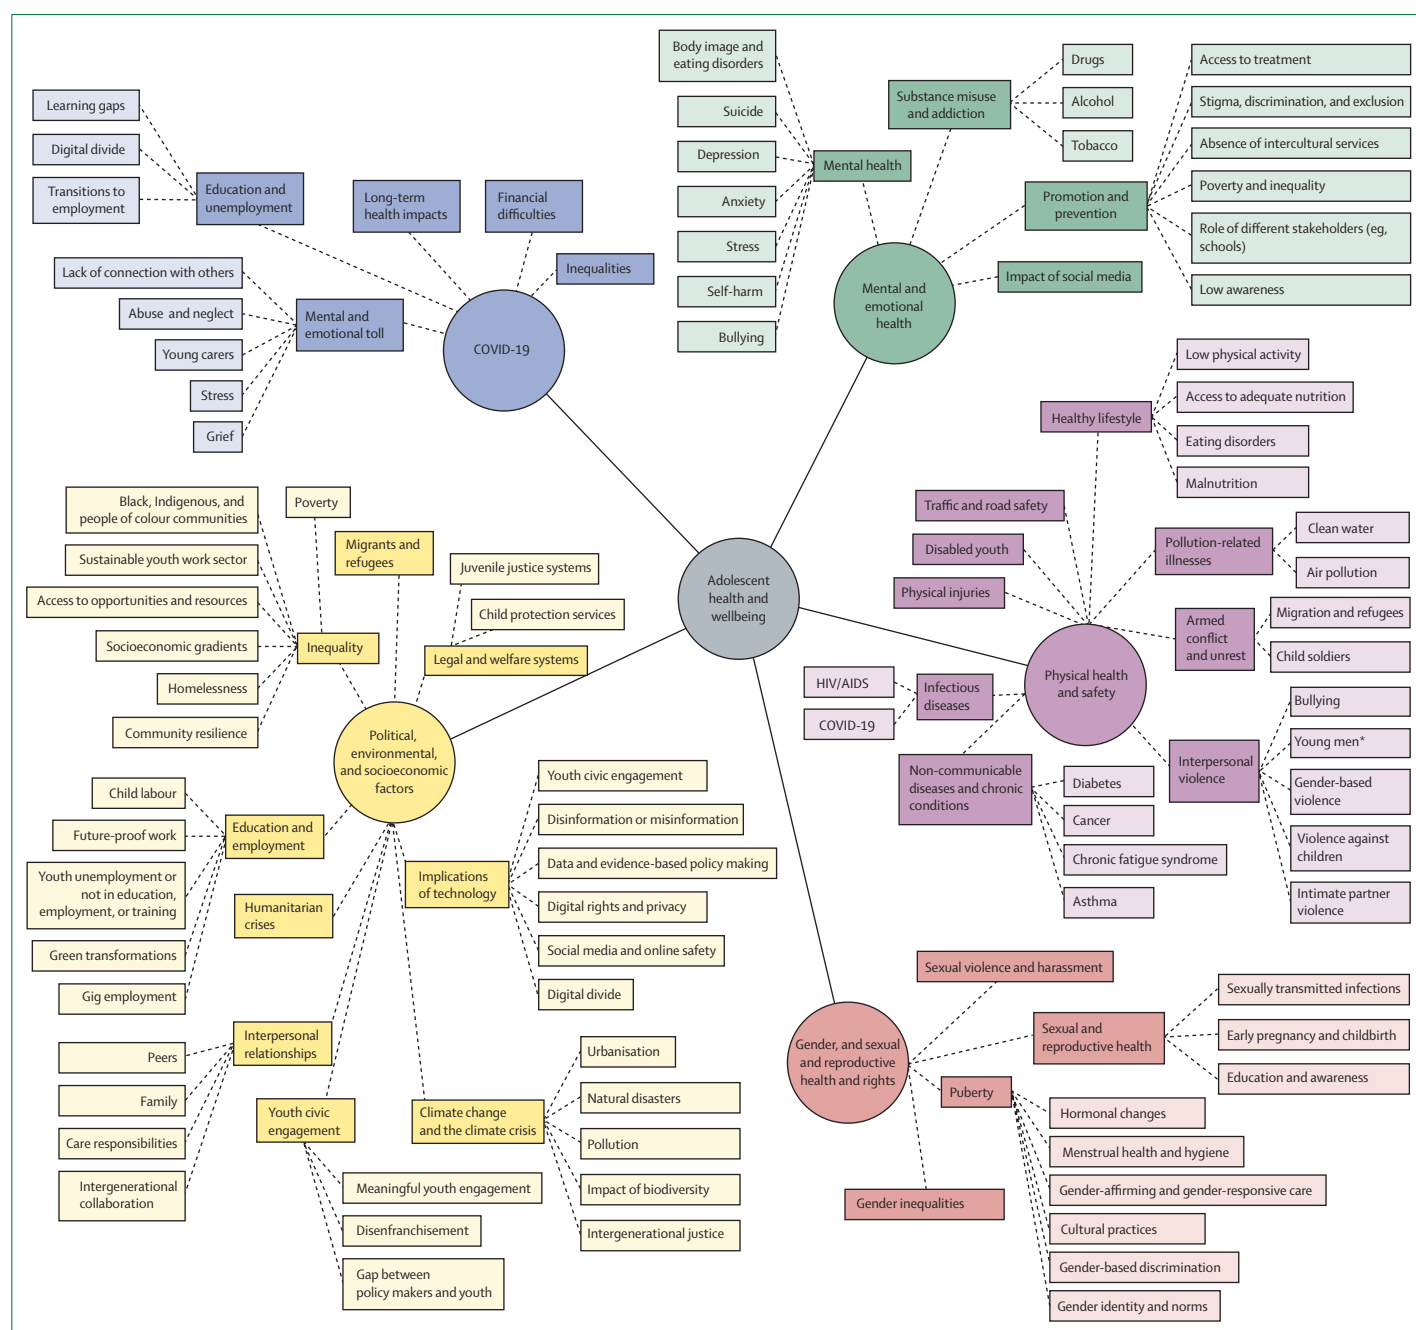 Learning gaps
Digital divide
Transitions to
employment
Education and
unemployment
Long-term
health impacts
Financial
difficulties
Inequalities
Lack of connection with others
Abuse and neglect
Young carers
Stress
Grief
Mental and
emotional toll
COVID-19
Body image and
eating disorders
Suicide
Depression
Anxiety
Stress
Self-harm
Bullying
Mental health
Substance misuse
and addiction
Drugs
Alcohol
Tobacco
Promotion and
prevention
Access to treatment
Stigma, discrimination, and exclusion
Absence of intercultural services
Poverty and inequality
Role of different stakeholders (eg,
schools)
Low awareness
Impact of social media
Mental and
emotional
health
Adolescent
health and
wellbeing
Healthy lifestyle
Low physical activity
Access to adequate nutrition
Eating disorders
Malnutrition
Traffic and road safety
Disabled youth
Physical injuries
Pollution-related
illnesses
Clean water
Air pollution
Armed
conflict
and unrest
Migration and refugees
Child soldiers
Physical health
and safety
HIV/AIDS
COVID-19
Infectious
diseases
Non-communicable
diseases and chronic
conditions
Diabetes
Cancer
Chronic fatigue syndrome
Asthma
Interpersonal
violence
Bullying
Young men*
Gender-based
violence
Violence against
children
Intimate partner
violence
Black, Indigenous, and
people of colour communities
Sustainable youth work sector
Access to opportunities and resources
Socioeconomic gradients
Homelessness
Community resilience
Poverty
Inequality
Migrants and
refugees
Juvenile justice systems
Child protection services
Legal and welfare systems
Political,
environmental,
and socioeconomic
factors
Child labour
Future-proof work
Youth unemployment or
not in education,
employment, or training
Green transformations
Gig employment
Education and
employment
Humanitarian
crises
Implications
of technology
Youth civic engagement
Disinformation or misinformation
Data and evidence-based policy making
Digital rights and privacy
Social media and online safety
Digital divide
Interpersonal
relationships
Peers
Family
Care responsibilities
Intergenerational
collaboration
Youth civic
engagement
Meaningful youth engagement
Disenfranchisement
Gap between
policy makers and youth
Climate change
and the climate crisis
Urbanisation
Natural disasters
Pollution
Impact of biodiversity
Intergenerational justice
Gender, and sexual
and reproductive
health and rights
Sexual violence and harassment
Sexual and
reproductive health
Sexually transmitted infections
Early pregnancy and childbirth
Education and awareness
Puberty
Hormonal changes
Menstrual health and hygiene
Gender-affirming and gender-responsive care
Cultural practices
Gender-based discrimination
Gender identity and norms
Gender inequalities